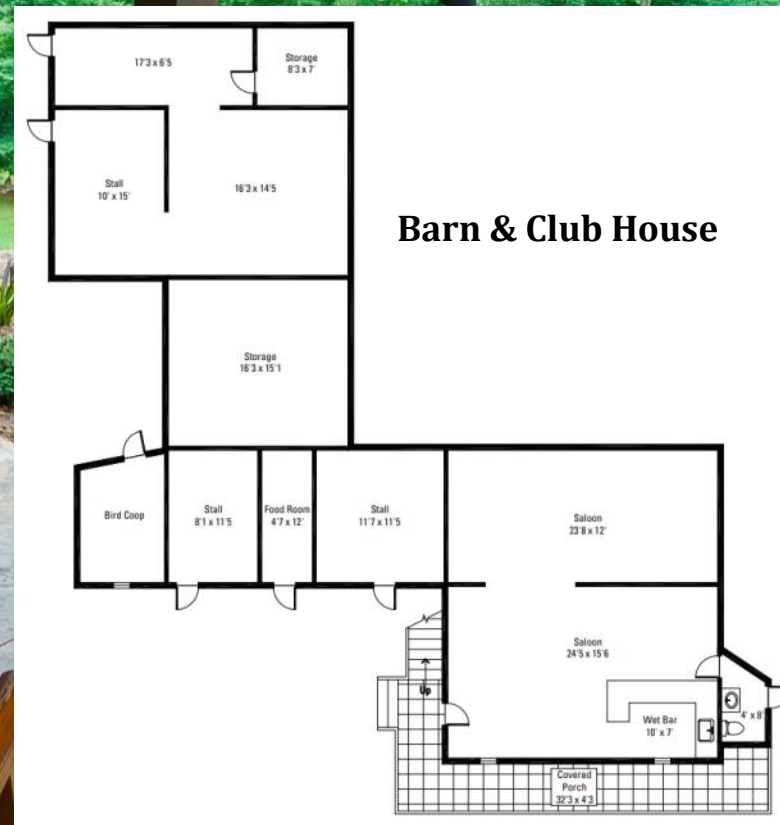 17'3 x 6'5
Storage
8'3 x 7'
Stall
10' x 15'
16'3 x 14'5
Barn & Club House
Storage
16'3 x 15'1
Bird Coop
Stall
8'1 x 11'5
Food Room
4'7 x 12'
Stall
11'7 x 11'5
Saloon
23'8 x 12'
Saloon
24'5 x 15'6
Up
Wet Bar
10' x 7'
4' x 8'
Covered
Porch
32'3 x 4'3